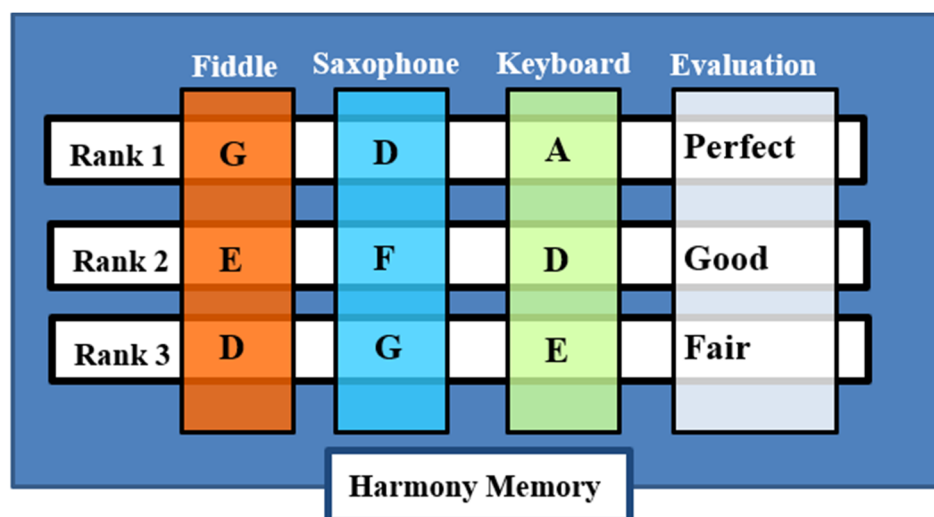 Fiddle Saxophone Keyboard Evaluation
Rank 1 G D A Perfect
Rank 2 E F D Good
Rank 3 D G E Fair
Harmony Memory